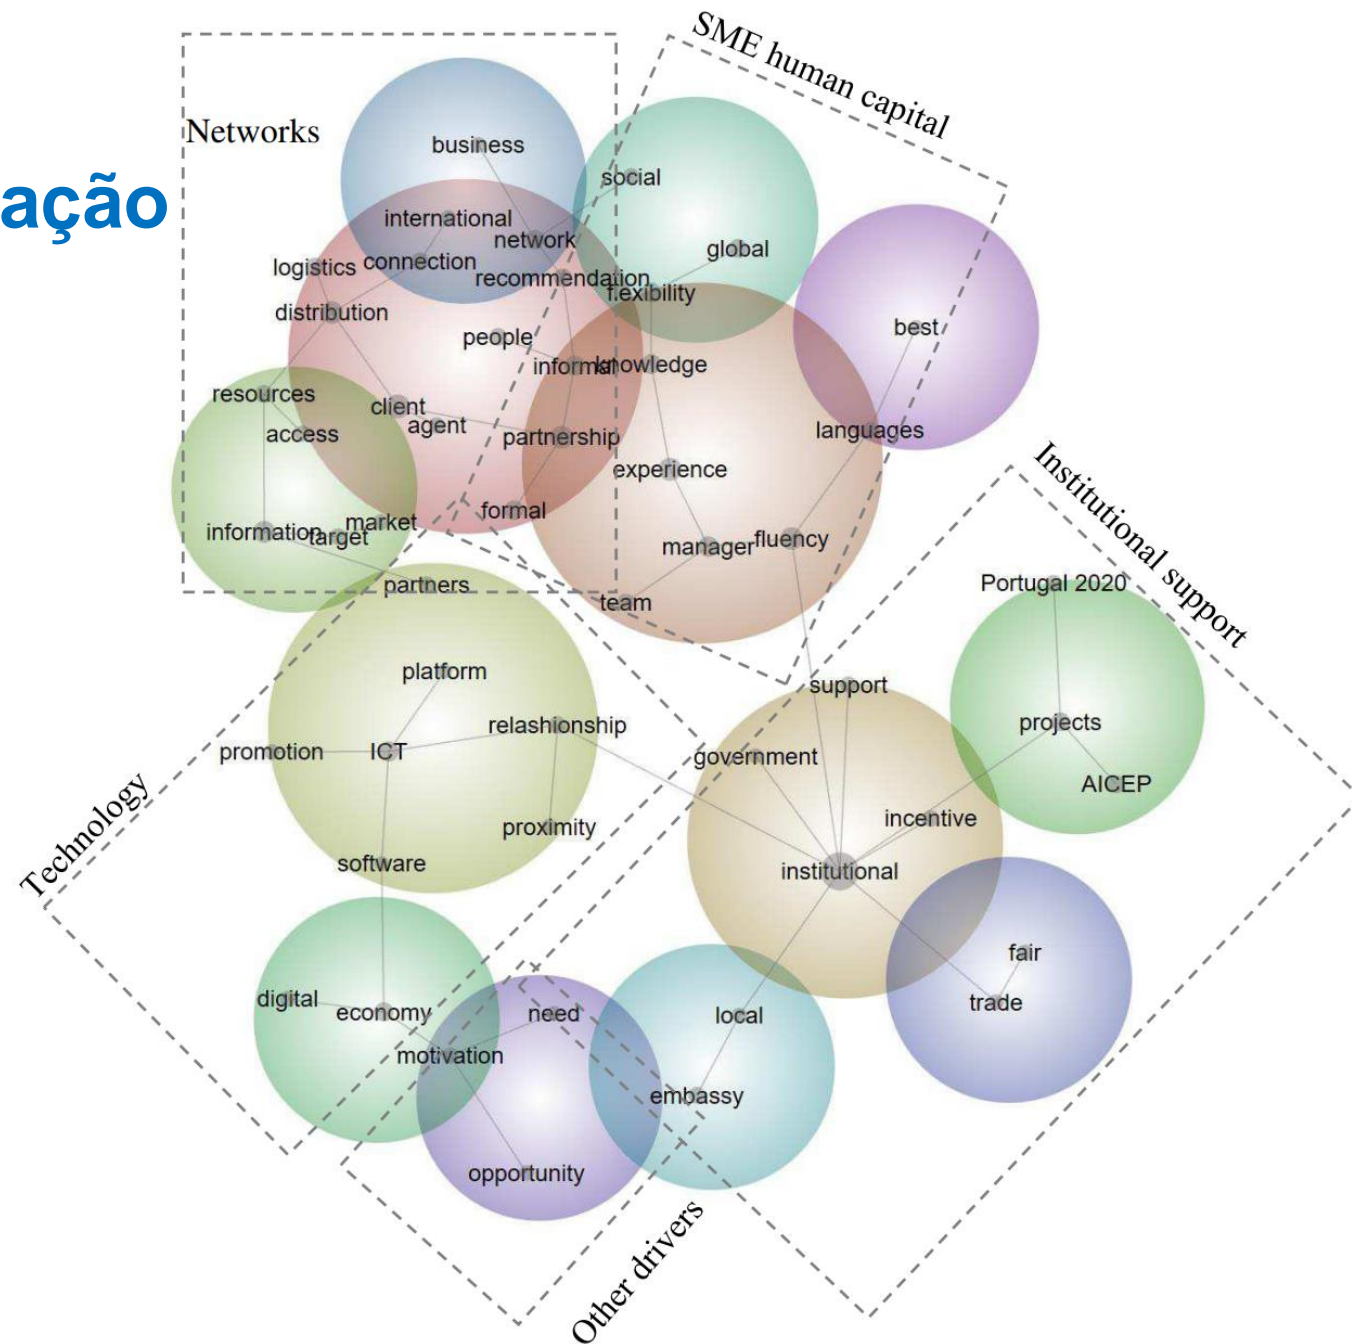 SME human capital
Networks
business
social
ação
international
network
global
logistics
connection
recommendation
flexibility
distribution
best
people
informal
knowledge
resources
client
agent
access
partnership
languages
experience
Institutional support
formal
market
information
target
manager
fluency
partners
team
Portugal 2020
platform
support
relashionship
projects
promotion
ICT
government
AICEP
Technology
proximity
incentive
software
institutional
fair
digital
economy
need
local
trade
motivation
embassy
opportunity
Other drivers